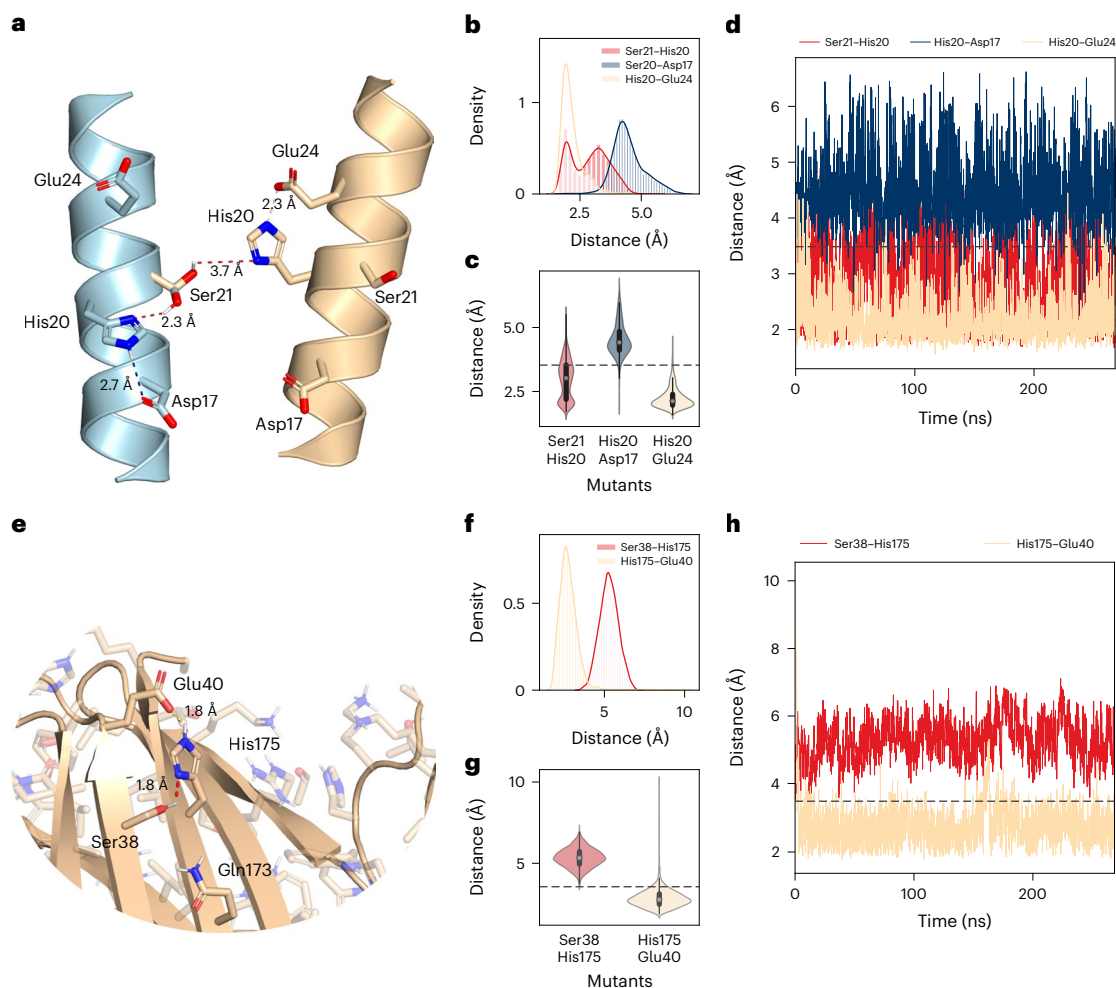 a
Glu24
Glu24
2.3 Å
His20
3.7 Å
Ser21
Ser21
His20
2.3 Å
2.7 Å
Asp17
Asp17
b
Ser21–His20
Ser20–Asp17
His20–Glu24
Density
1
0
2.5
5.0
Distance (Å)
c
Distance (Å)
5.0
2.5
Ser21
His20
His20
Asp17
His20
Glu24
Mutants
d
Ser21–His20
His20–Asp17
His20–Glu24
Distance (Å)
6
5
4
3
2
0
100
200
Time (ns)
e
Glu40
1.8 Å
His175
1.8 Å
Ser38
Gln173
f
Ser38–His175
His175–Glu40
Density
0.5
0
5
10
Distance (Å)
g
Distance (Å)
10
5
Ser38
His175
His175
Glu40
Mutants
h
Ser38–His175
His175–Glu40
Distance (Å)
10
8
6
4
2
0
100
200
Time (ns)